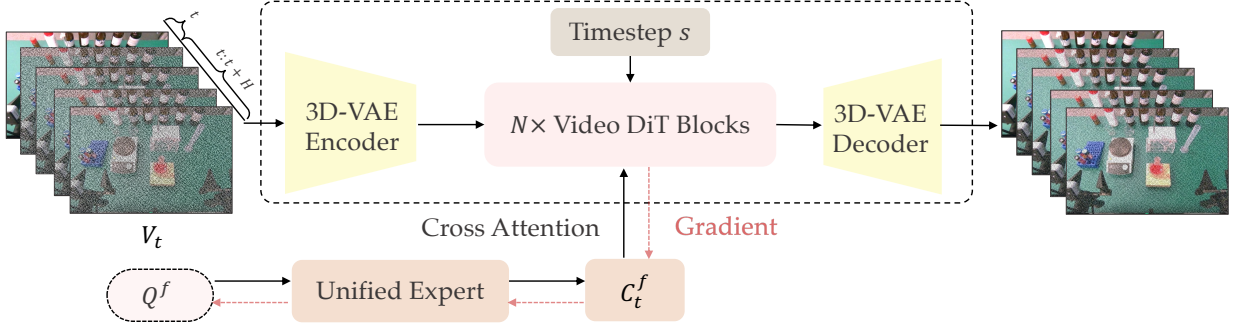 t
t:t + H
Timestep s
3D-VAE
Encoder
N× Video DiT Blocks
3D-VAE
Decoder
V_t
Cross Attention
Gradient
Q^f
Unified Expert
C_t^f